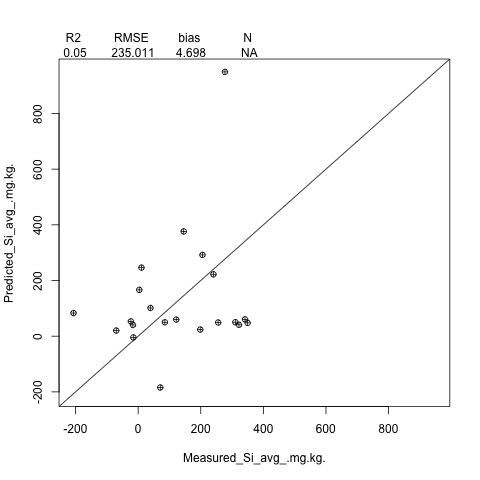 R2 RMSE bias N
0.05 235.011 4.698 NA
800
600
400
200
0
-200
Predicted_Si_avg_.mg.kg.
-200 0 200 400 600 800
Measured_Si_avg_.mg.kg.